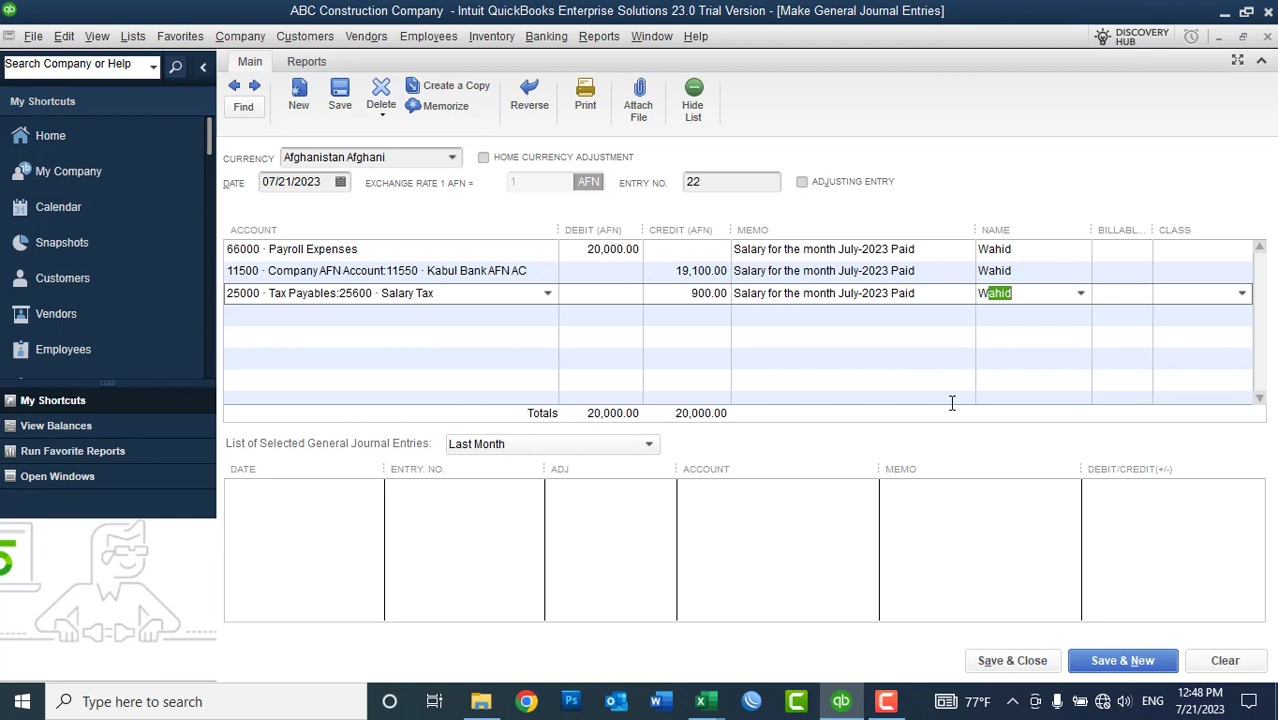 ABC Construction Company - Intuit QuickBooks Enterprise Solutions 23.0 Trial Version - [Make General Journal Entries]
File Edit View Lists Favorites Company Customers Vendors Employees Inventory Banking Reports Window Help
DISCOVERY HUB
Search Company or Help
My Shortcuts
Home
My Company
Calendar
Snapshots
Customers
Vendors
Employees
My Shortcuts
View Balances
Run Favorite Reports
Open Windows
Main Reports
Find
New
Save
Delete
Create a Copy
Memorize
Reverse
Print
Attach File
Hide List
CURRENCY Afghanistan Afghani HOME CURRENCY ADJUSTMENT
DATE 07/21/2023 EXCHANGE RATE 1 AFN = 1 AFN ENTRY NO. 22 ADJUSTING ENTRY
ACCOUNT DEBIT (AFN) CREDIT (AFN) MEMO NAME BILLABL... CLASS
66000 · Payroll Expenses 20,000.00 Salary for the month July-2023 Paid Wahid
11500 · Company AFN Account:11550 · Kabul Bank AFN AC 19,100.00 Salary for the month July-2023 Paid Wahid
25000 · Tax Payables:25600 · Salary Tax 900.00 Salary for the month July-2023 Paid Wahid
Totals 20,000.00 20,000.00
List of Selected General Journal Entries: Last Month
DATE ENTRY. NO. ADJ ACCOUNT MEMO DEBIT/CREDIT(+/-)
Save & Close Save & New Clear
Type here to search
77°F ENG 12:48 PM
7/21/2023